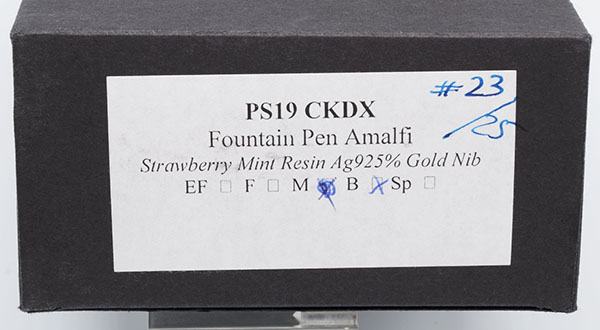 #23
/25
PS19 CKDX
Fountain Pen Amalfi
Strawberry Mint Resin Ag925% Gold Nib
EF □ F □ M □ B □ Sp □